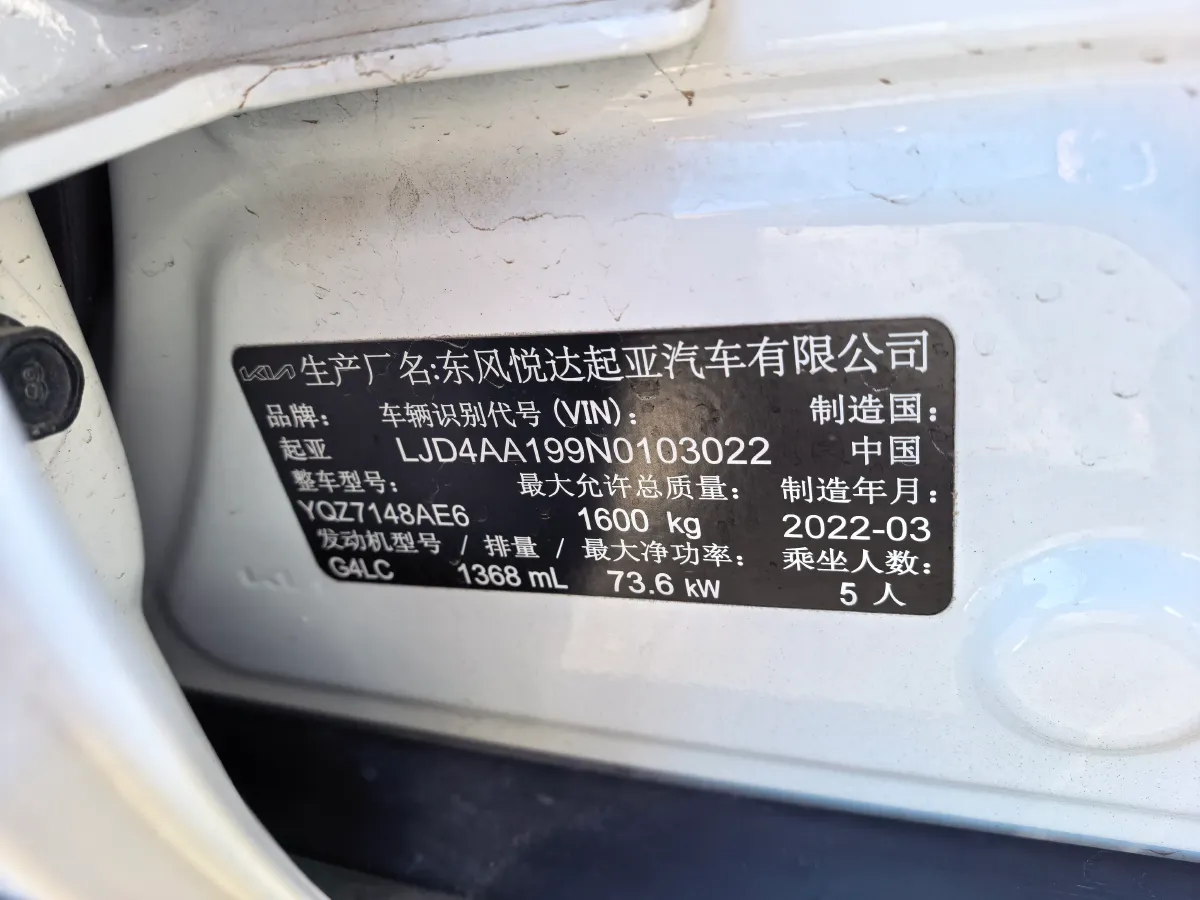 KIA 生产厂名:东风悦达起亚汽车有限公司
品牌: 车辆识别代号(VIN): 制造国:
起亚 LJD4AA199N0103022 中国
整车型号: 最大允许总质量: 制造年月:
YQZ7148AE6 1600 kg 2022-03
发动机型号 / 排量 / 最大净功率: 乘坐人数:
G4LC 1368 mL 73.6 kW 5 人
8